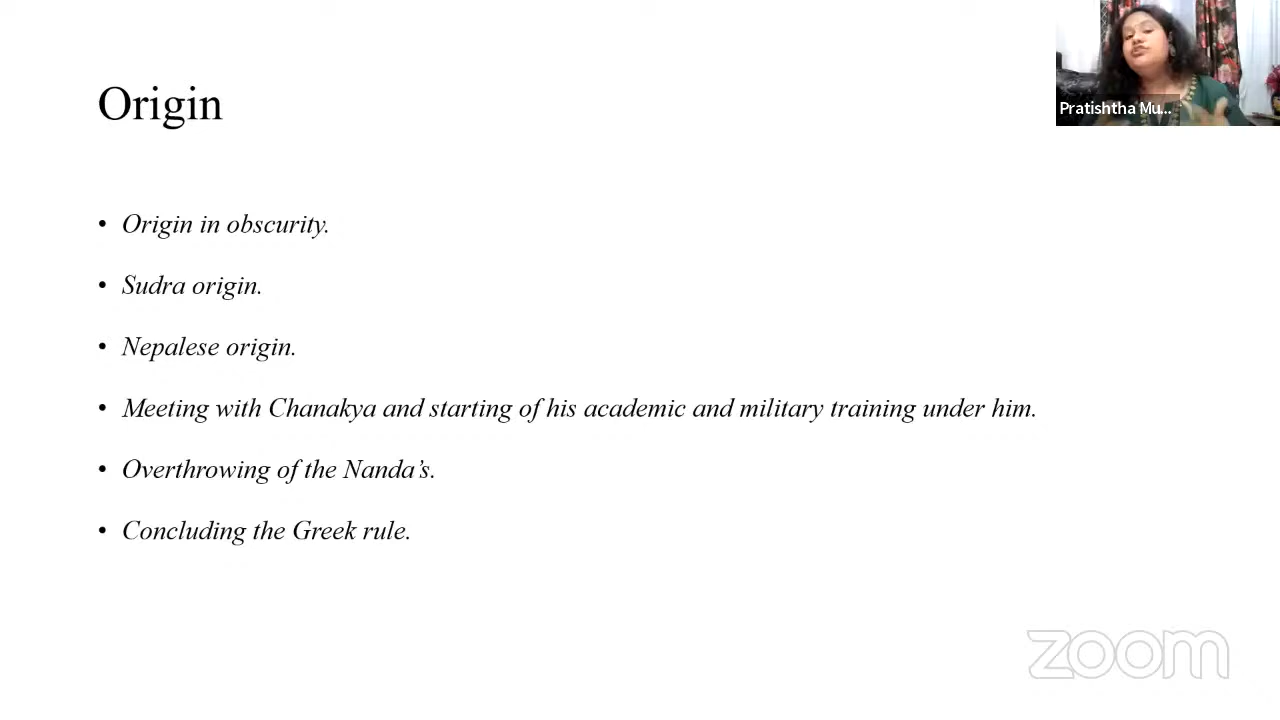 Origin
Pratishtha Mu...
• Origin in obscurity.
• Sudra origin.
• Nepalese origin.
• Meeting with Chanakya and starting of his academic and military training under him.
• Overthrowing of the Nanda’s.
• Concluding the Greek rule.
zoom